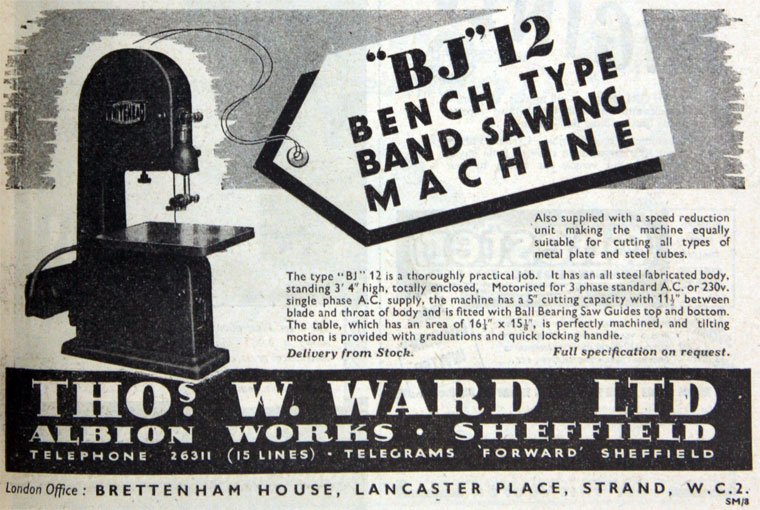 "BJ" 12
BENCH TYPE
BAND SAWING
MACHINE
Also supplied with a speed reduction
unit making the machine equally
suitable for cutting all types of
metal plate and steel tubes.
The type "BJ" 12 is a thoroughly practical job. It has an all steel fabricated body,
standing 3' 4" high, totally enclosed, Motorised for 3 phase standard A.C. or 230v.
single phase A.C. supply, the machine has a 5" cutting capacity with 11½" between
blade and throat of body and is fitted with Ball Bearing Saw Guides top and bottom.
The table, which has an area of 16½" x 15½", is perfectly machined, and tilting
motion is provided with graduations and quick locking handle.
Delivery from Stock. Full specification on request.
THOS. W. WARD LTD
ALBION WORKS · SHEFFIELD
TELEPHONE 26311 (15 LINES) · TELEGRAMS 'FORWARD' SHEFFIELD
London Office : BRETTENHAM HOUSE, LANCASTER PLACE, STRAND, W.C.2.
SM/8